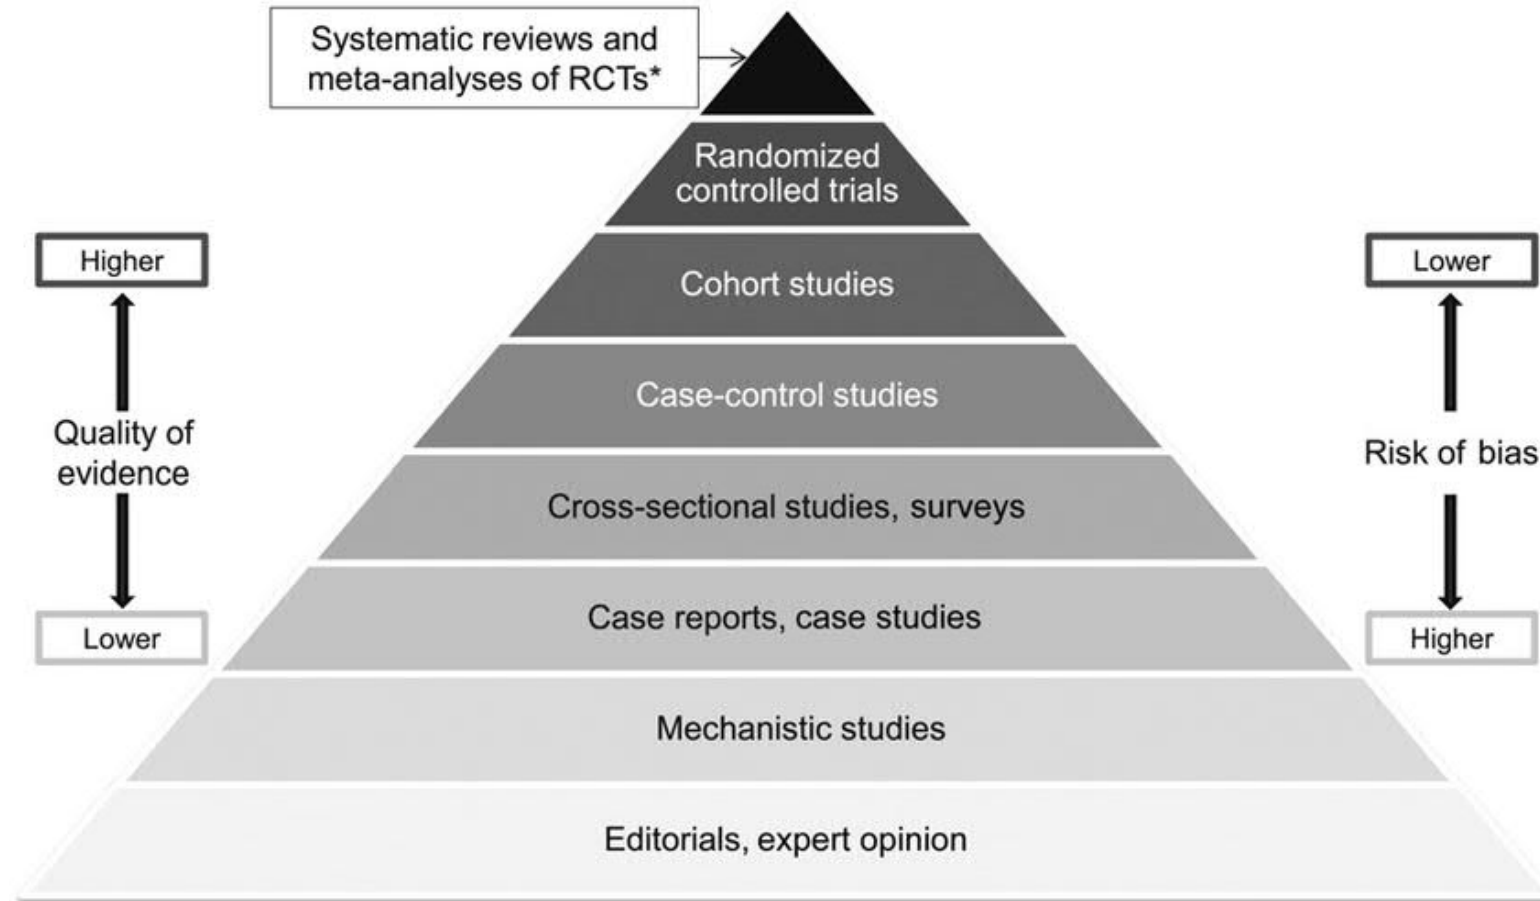 Systematic reviews and
meta-analyses of RCTs*
Randomized
controlled trials
Higher
Lower
Cohort studies
Case-control studies
Quality of
evidence
Risk of bias
Cross-sectional studies, surveys
Case reports, case studies
Lower
Higher
Mechanistic studies
Editorials, expert opinion